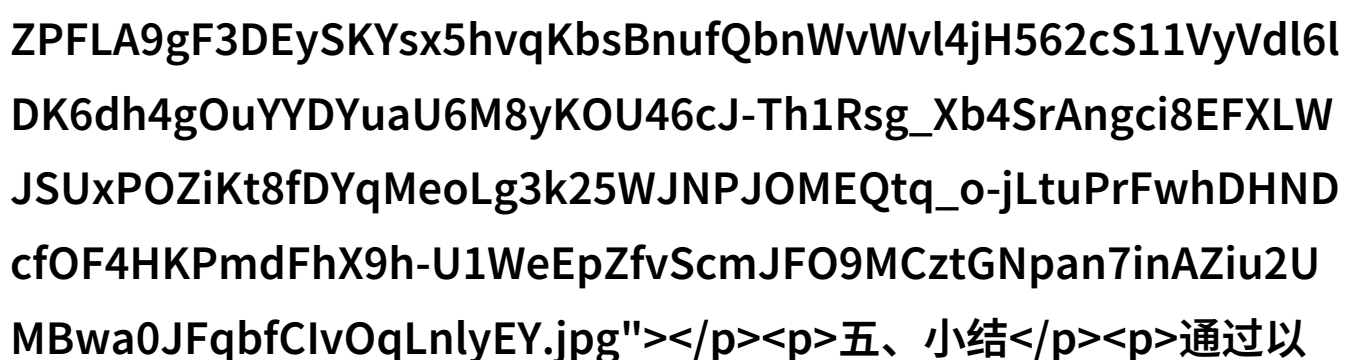 ZPFLA9gF3DEySKYsx5hvqKbsBnufQbnWvWvl4jH562cS11VyVdl6l
DK6dh4gOuYYDYuaU6M8yKOU46cJ-Th1Rsg_Xb4SrAngci8EFXLW
JSUxPOZiKt8fDYqMeoLg3k25WJNPJOMEQtq_o-jLtuPrFwhDHND
cfOF4HKPmdFhX9h-U1WeEpZfvScmJFO9MCztGNpan7inAZiu2U
MBwa0JFqbfCIvOqLnlyEY.jpg"></p><p>五、小结</p><p>通过以